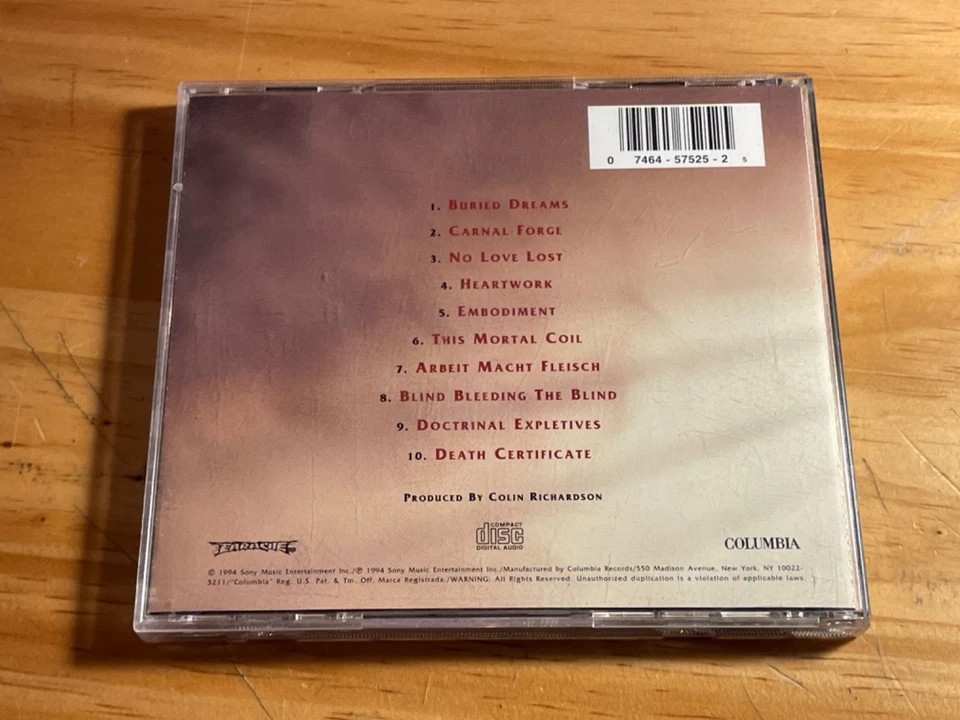 0 7464 - 57525 - 2 5
1. BURIED DREAMS
2. CARNAL FORGE
3. NO LOVE LOST
4. HEARTWORK
5. EMBODIMENT
6. THIS MORTAL COIL
7. ARBEIT MACHT FLEISCH
8. BLIND BLEEDING THE BLIND
9. DOCTRINAL EXPLETIVES
10. DEATH CERTIFICATE
PRODUCED BY COLIN RICHARDSON
EARACHE
COMPACT
disc
DIGITAL AUDIO
COLUMBIA
© 1994 Sony Music Entertainment Inc./℗ 1994 Sony Music Entertainment Inc./Manufactured by Columbia Records/550 Madison Avenue, New York, NY 10022-
3211/"Columbia" Reg. U.S. Pat. & Tm. Off. Marca Registrada./WARNING: All Rights Reserved. Unauthorized duplication is a violation of applicable laws.